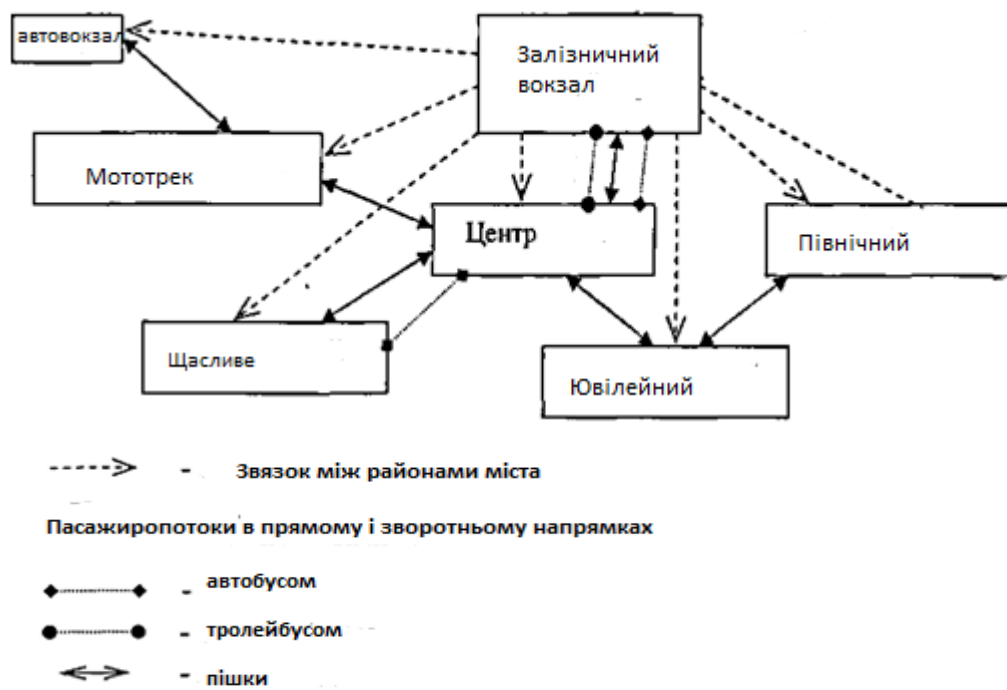 автовокзал
Залізничний
вокзал
Мототрек
Центр
Північний
Щасливе
Ювілейний
- Звязок між районами міста
Пасажиропотоки в прямому і зворотньому напрямках
- автобусом
- тролейбусом
- пішки